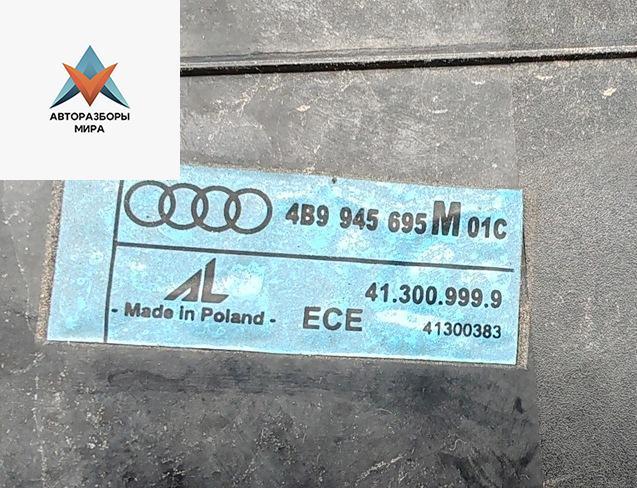 АВТОРАЗБОРЫ
МИРА
4B9 945 695 M 01C
AL
41.300.999.9
- Made in Poland -
ECE
41300383